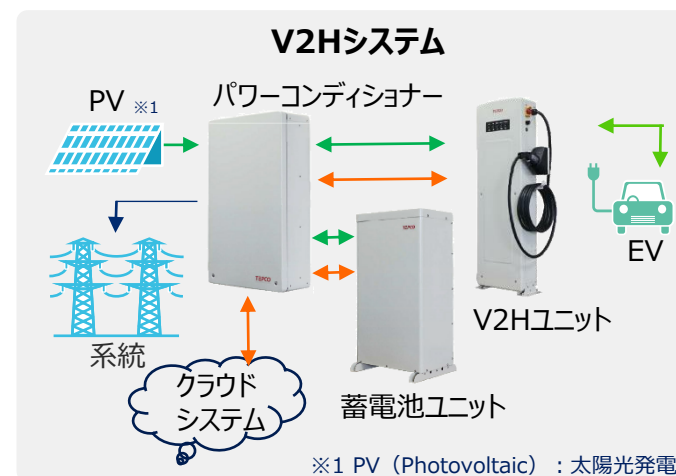 V2Hシステム
PV ※1
パワーコンディショナー
TEPCO
TEPCO
TEPCO
EV
V2Hユニット
系統
クラウド
システム
蓄電池ユニット
※1 PV（Photovoltaic）：太陽光発電